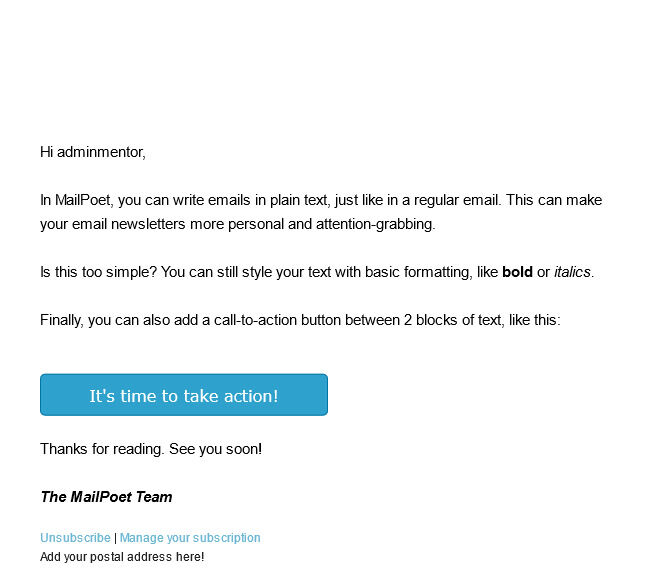 Hi adminmentor,
In MailPoet, you can write emails in plain text, just like in a regular email. This can make
your email newsletters more personal and attention-grabbing.
Is this too simple? You can still style your text with basic formatting, like bold or italics.
Finally, you can also add a call-to-action button between 2 blocks of text, like this:
It's time to take action!
Thanks for reading. See you soon!
The MailPoet Team
Unsubscribe | Manage your subscription
Add your postal address here!